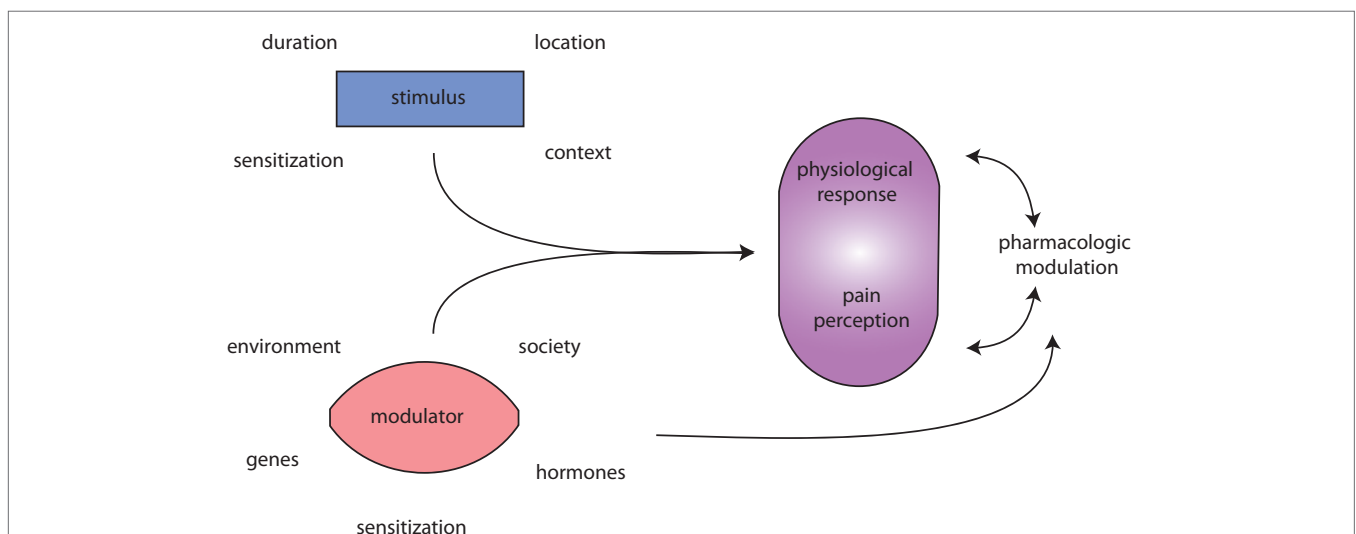 duration
location
stimulus
sensitization
context
physiological
response
pharmacologic
modulation
pain
perception
environment
society
modulator
genes
hormones
sensitization